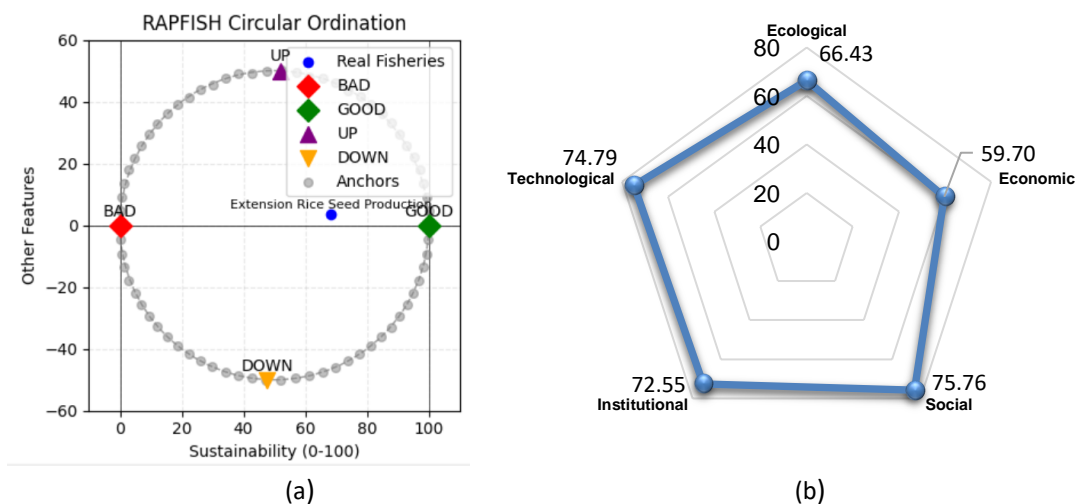 RAPFISH Circular Ordination
60
40
20
0
−20
−40
−60
Other Features
UP
Real Fisheries
BAD
GOOD
UP
DOWN
Anchors
Extension Rice Seed Production
BAD
GOOD
DOWN
0 20 40 60 80 100
Sustainability (0-100)
(a)
Ecological
66.43
80
60
40
20
0
59.70
Economic
75.76
Social
72.55
Institutional
74.79
Technological
(b)